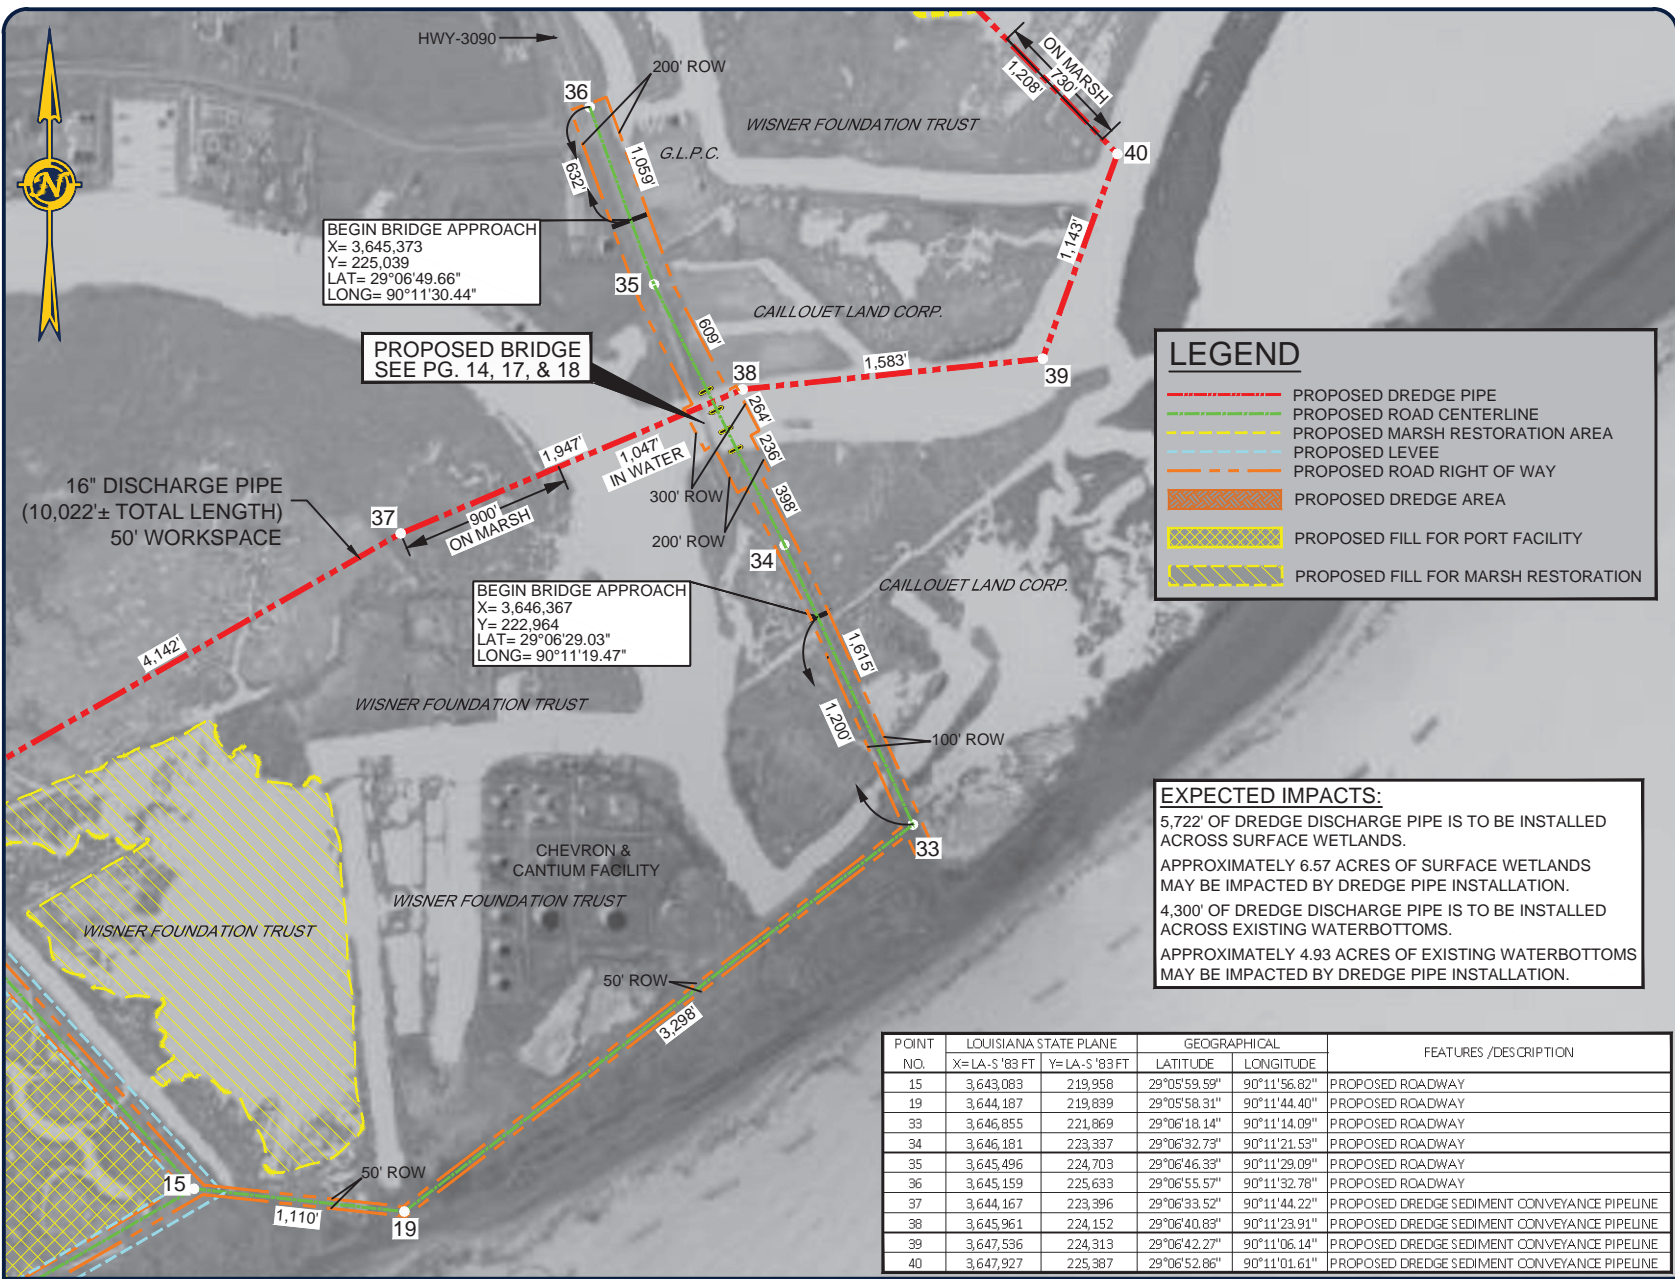 HWY-3090
200' ROW
36
WISNER FOUNDATION TRUST
ON MARSH
730'
1,208'
40
G.L.P.C.
1,059'
632'
BEGIN BRIDGE APPROACH
X= 3,645,373
Y= 225,039
LAT= 29°06'49.66"
LONG= 90°11'30.44"
35
1,143'
CAILLOUET LAND CORP.
609'
PROPOSED BRIDGE
SEE PG. 14, 17, & 18
38
1,583'
39
264'
236'
1,947'
1,047'
IN WATER
300' ROW
398'
16" DISCHARGE PIPE
(10,022'± TOTAL LENGTH)
50' WORKSPACE
37
900'
ON MARSH
200' ROW
34
CAILLOUET LAND CORP.
BEGIN BRIDGE APPROACH
X= 3,646,367
Y= 222,964
LAT= 29°06'29.03"
LONG= 90°11'19.47"
4,142'
1,615'
WISNER FOUNDATION TRUST
1,200'
100' ROW
33
CHEVRON &
CANTIUM FACILITY
WISNER FOUNDATION TRUST
WISNER FOUNDATION TRUST
50' ROW
3,298'
50' ROW
15
1,110'
19
N
LEGEND
PROPOSED DREDGE PIPE
PROPOSED ROAD CENTERLINE
PROPOSED MARSH RESTORATION AREA
PROPOSED LEVEE
PROPOSED ROAD RIGHT OF WAY
PROPOSED DREDGE AREA
PROPOSED FILL FOR PORT FACILITY
PROPOSED FILL FOR MARSH RESTORATION
EXPECTED IMPACTS:
5,722' OF DREDGE DISCHARGE PIPE IS TO BE INSTALLED
ACROSS SURFACE WETLANDS.
APPROXIMATELY 6.57 ACRES OF SURFACE WETLANDS
MAY BE IMPACTED BY DREDGE PIPE INSTALLATION.
4,300' OF DREDGE DISCHARGE PIPE IS TO BE INSTALLED
ACROSS EXISTING WATERBOTTOMS.
APPROXIMATELY 4.93 ACRES OF EXISTING WATERBOTTOMS
MAY BE IMPACTED BY DREDGE PIPE INSTALLATION.
POINT NO. LOUISIANA STATE PLANE GEOGRAPHICAL FEATURES /DESCRIPTION
X= LA-S '83 FT Y= LA-S '83 FT LATITUDE LONGITUDE
15 3,643,083 219,958 29°05'59.59" 90°11'56.82" PROPOSED ROADWAY
19 3,644,187 219,839 29°05'58.31" 90°11'44.40" PROPOSED ROADWAY
33 3,646,855 221,869 29°06'18.14" 90°11'14.09" PROPOSED ROADWAY
34 3,646,181 223,337 29°06'32.73" 90°11'21.53" PROPOSED ROADWAY
35 3,645,496 224,703 29°06'46.33" 90°11'29.09" PROPOSED ROADWAY
36 3,645,159 225,633 29°06'55.57" 90°11'32.78" PROPOSED ROADWAY
37 3,644,167 223,396 29°06'33.52" 90°11'44.22" PROPOSED DREDGE SEDIMENT CONVEYANCE PIPELINE
38 3,645,961 224,152 29°06'40.83" 90°11'23.91" PROPOSED DREDGE SEDIMENT CONVEYANCE PIPELINE
39 3,647,536 224,313 29°06'42.27" 90°11'06.14" PROPOSED DREDGE SEDIMENT CONVEYANCE PIPELINE
40 3,647,927 225,387 29°06'52.86" 90°11'01.61" PROPOSED DREDGE SEDIMENT CONVEYANCE PIPELINE